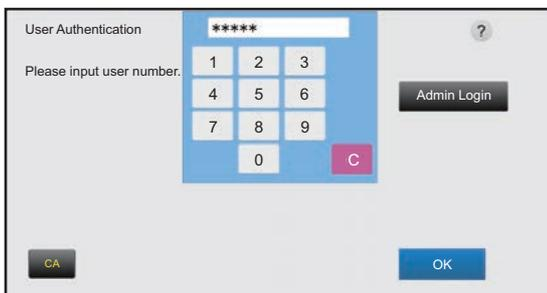 User Authentication
*****
?
Please input user number.
1 2 3
4 5 6
Admin Login
7 8 9
0 C
CA
OK